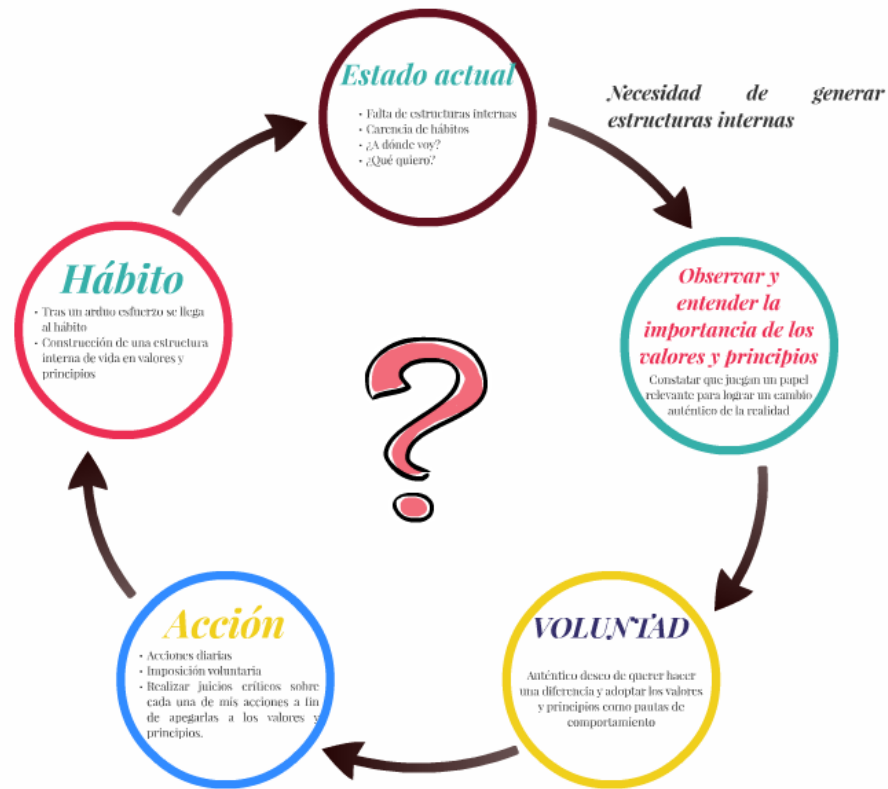 Estado actual
• Falta de estructuras internas
• Carencia de hábitos
• ¿A dónde voy?
• ¿Qué quiero?
Necesidad de generar
estructuras internas
Observar y
entender la
importancia de los
valores y principios
Constatar que juegan un papel
relevante para lograr un cambio
auténtico de la realidad
VOLUNTAD
Auténtico deseo de querer hacer
una diferencia y adoptar los valores
y principios como pautas de
comportamiento
Acción
• Acciones diarias
• Imposición voluntaria
• Realizar juicios críticos sobre
cada una de mis acciones a fin
de apegarlas a los valores y
principios.
Hábito
• Tras un arduo esfuerzo se llega
al hábito
• Construcción de una estructura
interna de vida en valores y
principios
?